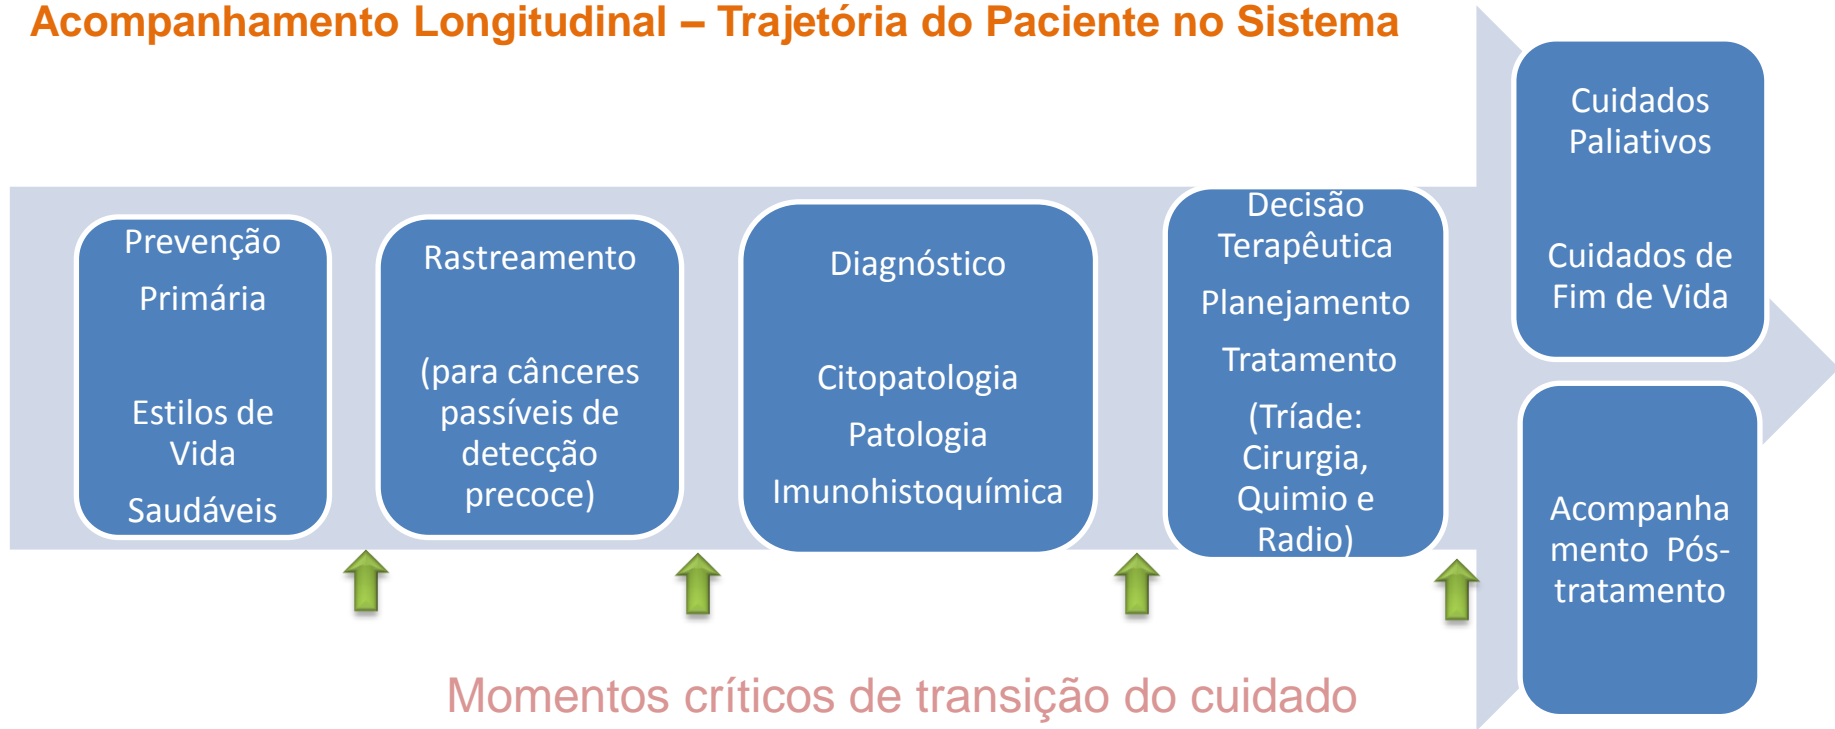 Acompanhamento Longitudinal – Trajetória do Paciente no Sistema
Prevenção
Primária
Estilos de
Vida
Saudáveis
Rastreamento
(para cânceres
passíveis de
detecção
precoce)
Diagnóstico
Citopatologia
Patologia
Imunohistoquímica
Decisão
Terapêutica
Planejamento
Tratamento
(Tríade:
Cirurgia,
Quimio e
Radio)
Cuidados
Paliativos
Cuidados de
Fim de Vida
Acompanha
mento Pós-
tratamento
Momentos críticos de transição do cuidado